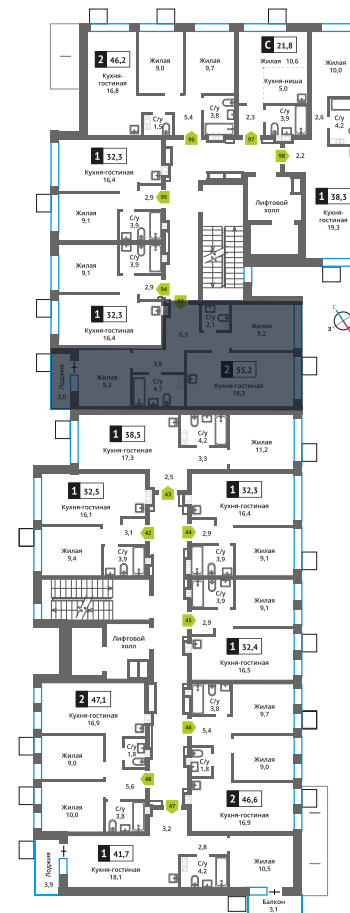 2 46,2
Кухня-
гостиная
16,8
Жилая
9,0
Жилая
9,7
С 21,8
Жилая 10,6
Кухня-ниша
5,0
Жилая
10,0
С/у
1,5
5,4
С/у
3,8
2,3
С/у
3,9
2,6
С/у
4,2
96
97
98
2,2
1 32,3
Кухня-гостиная
16,4
2,9
95
Жилая
9,1
С/у
3,9
Лифтовой
холл
1 38,3
Кухня-
гостиная
19,3
Жилая
9,1
С/у
3,9
2,9
94
1 32,3
Кухня-гостиная
16,4
6,3
С/у
2,1
Жилая
9,2
С
З
Лоджия
3,0
Жилая
9,3
3,8
С/у
4,7
2 55,2
Кухня-гостиная
18,3
1 38,5
Кухня-гостиная
17,3
С/у
4,2
3,3
Жилая
11,2
2,5
43
1 32,5
Кухня-гостиная
16,1
1 32,3
Кухня-гостиная
16,4
3,1
42
44
2,9
Жилая
9,4
С/у
3,9
С/у
3,9
Жилая
9,1
С/у
3,9
Жилая
9,1
45
2,9
Лифтовой
холл
1 32,4
Кухня-гостиная
16,5
2 47,1
Кухня-гостиная
16,9
С/у
3,8
Жилая
9,7
46
5,4
Жилая
9,0
С/у
1,8
С/у
1,8
Жилая
9,0
48
5,6
Жилая
10,0
С/у
3,8
47
2 46,6
Кухня-гостиная
16,9
3,2
1 41,7
Кухня-гостиная
18,1
2,8
С/у
4,2
Жилая
10,5
Лоджия
3,9
Балкон
3,1